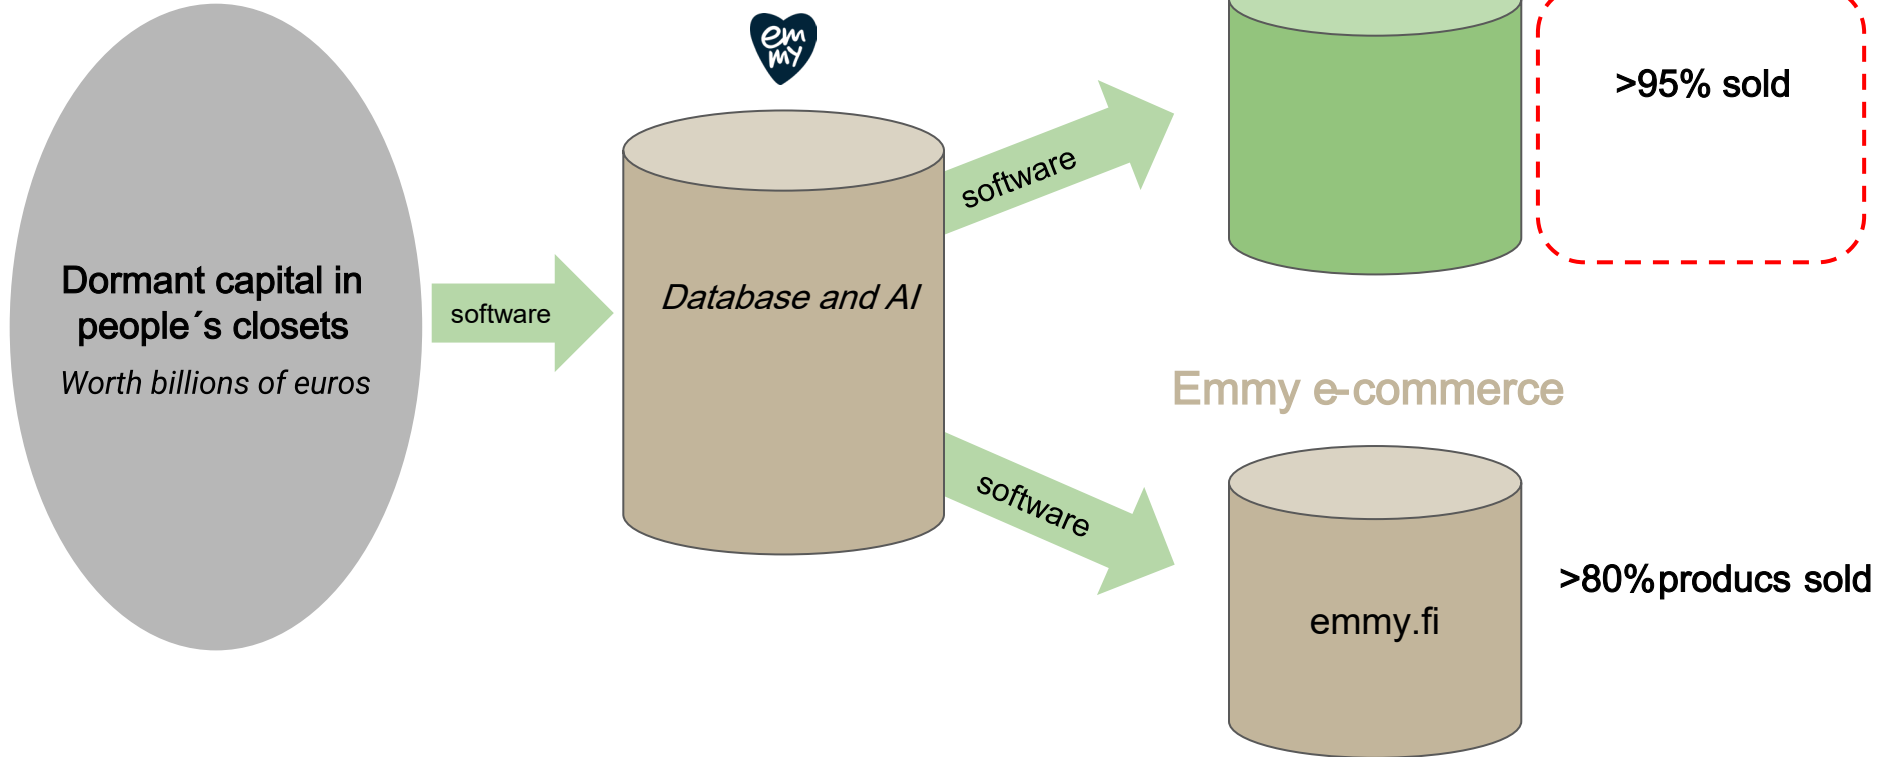 em
my
>95% sold
software
Dormant capital in
people´s closets
Worth billions of euros
software
Database and AI
Emmy e-commerce
software
>80%producs sold
emmy.fi